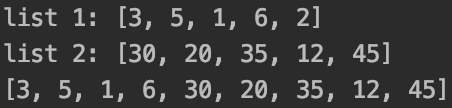 list 1: [3, 5, 1, 6, 2]
list 2: [30, 20, 35, 12, 45]
[3, 5, 1, 6, 30, 20, 35, 12, 45]